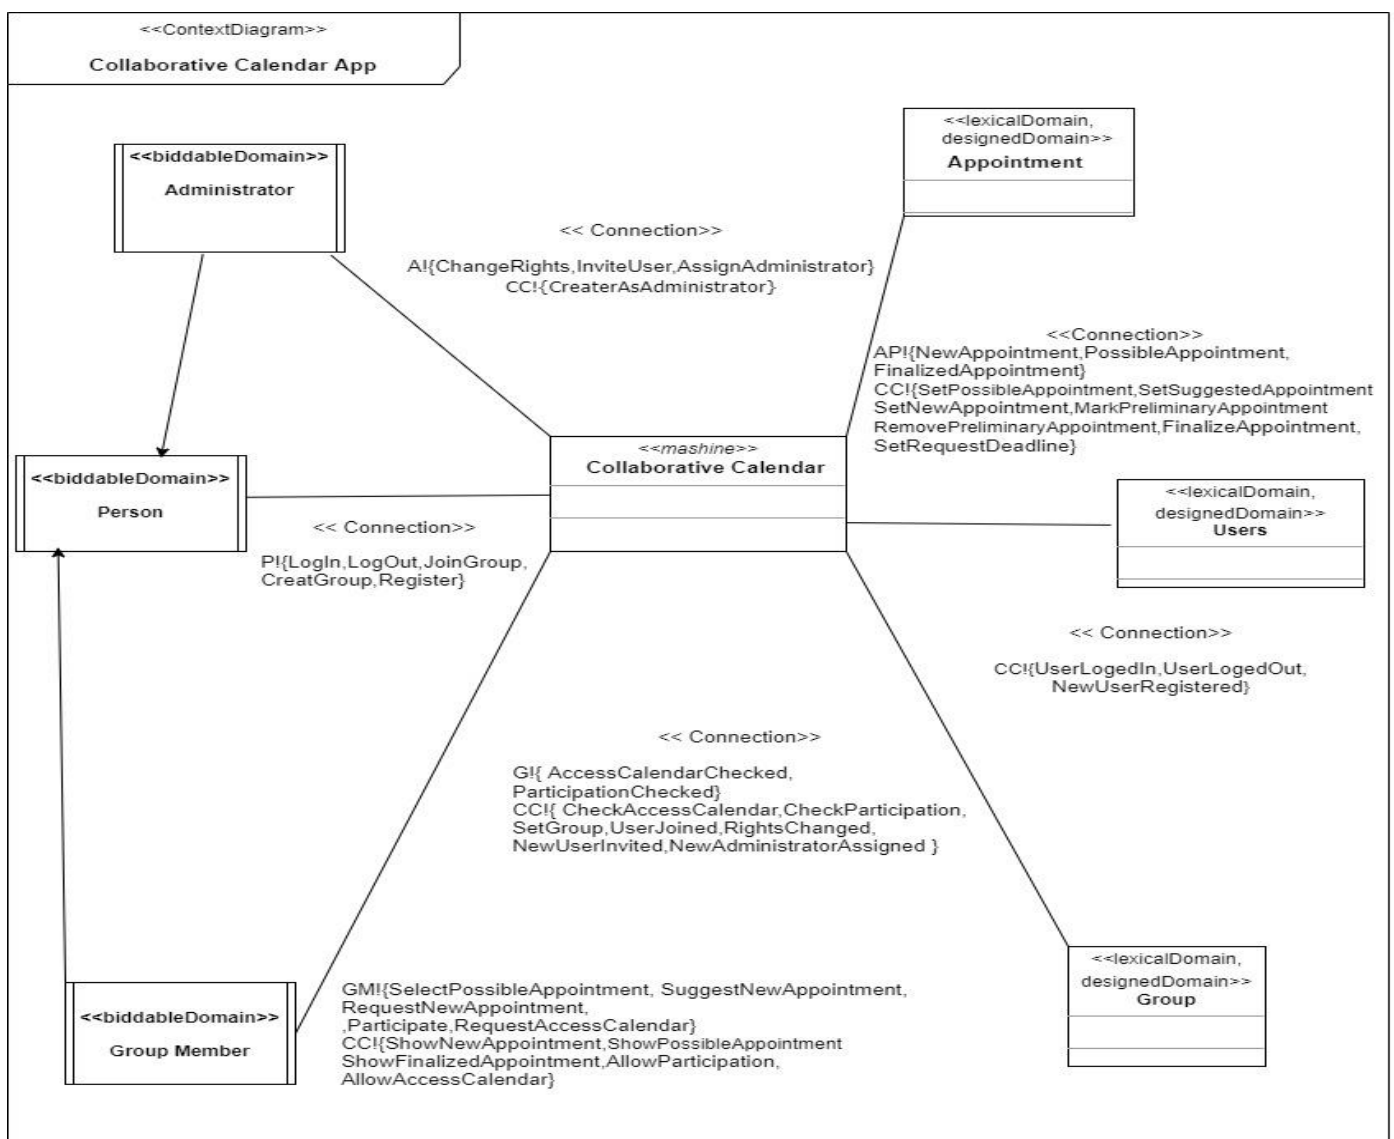 <<ContextDiagram>>
Collaborative Calendar App
<<biddableDomain>>
Administrator
<<lexicalDomain,
designedDomain>>
Appointment
<< Connection>>
A!{ChangeRights,InviteUser,AssignAdministrator}
CC!{CreaterAsAdministrator}
<<Connection>>
AP!{NewAppointment,PossibleAppointment,
FinalizedAppointment}
CC!{SetPossibleAppointment,SetSuggestedAppointment
SetNewAppointment,MarkPreliminaryAppointment
RemovePreliminaryAppointment,FinalizeAppointment,
SetRequestDeadline}
<<mashine>>
Collaborative Calendar
<<biddableDomain>>
Person
<< Connection>>
P!{LogIn,LogOut,JoinGroup,
CreatGroup,Register}
<<lexicalDomain,
designedDomain>>
Users
<< Connection>>
CC!{UserLogedIn,UserLogedOut,
NewUserRegistered}
<< Connection>>
G!{ AccessCalendarChecked,
ParticipationChecked}
CC!{ CheckAccessCalendar,CheckParticipation,
SetGroup,UserJoined,RightsChanged,
NewUserInvited,NewAdministratorAssigned }
<<lexicalDomain,
designedDomain>>
Group
<<biddableDomain>>
Group Member
GM!{SelectPossibleAppointment, SuggestNewAppointment,
RequestNewAppointment,
,Participate,RequestAccessCalendar}
CC!{ShowNewAppointment,ShowPossibleAppointment
ShowFinalizedAppointment,AllowParticipation,
AllowAccessCalendar}